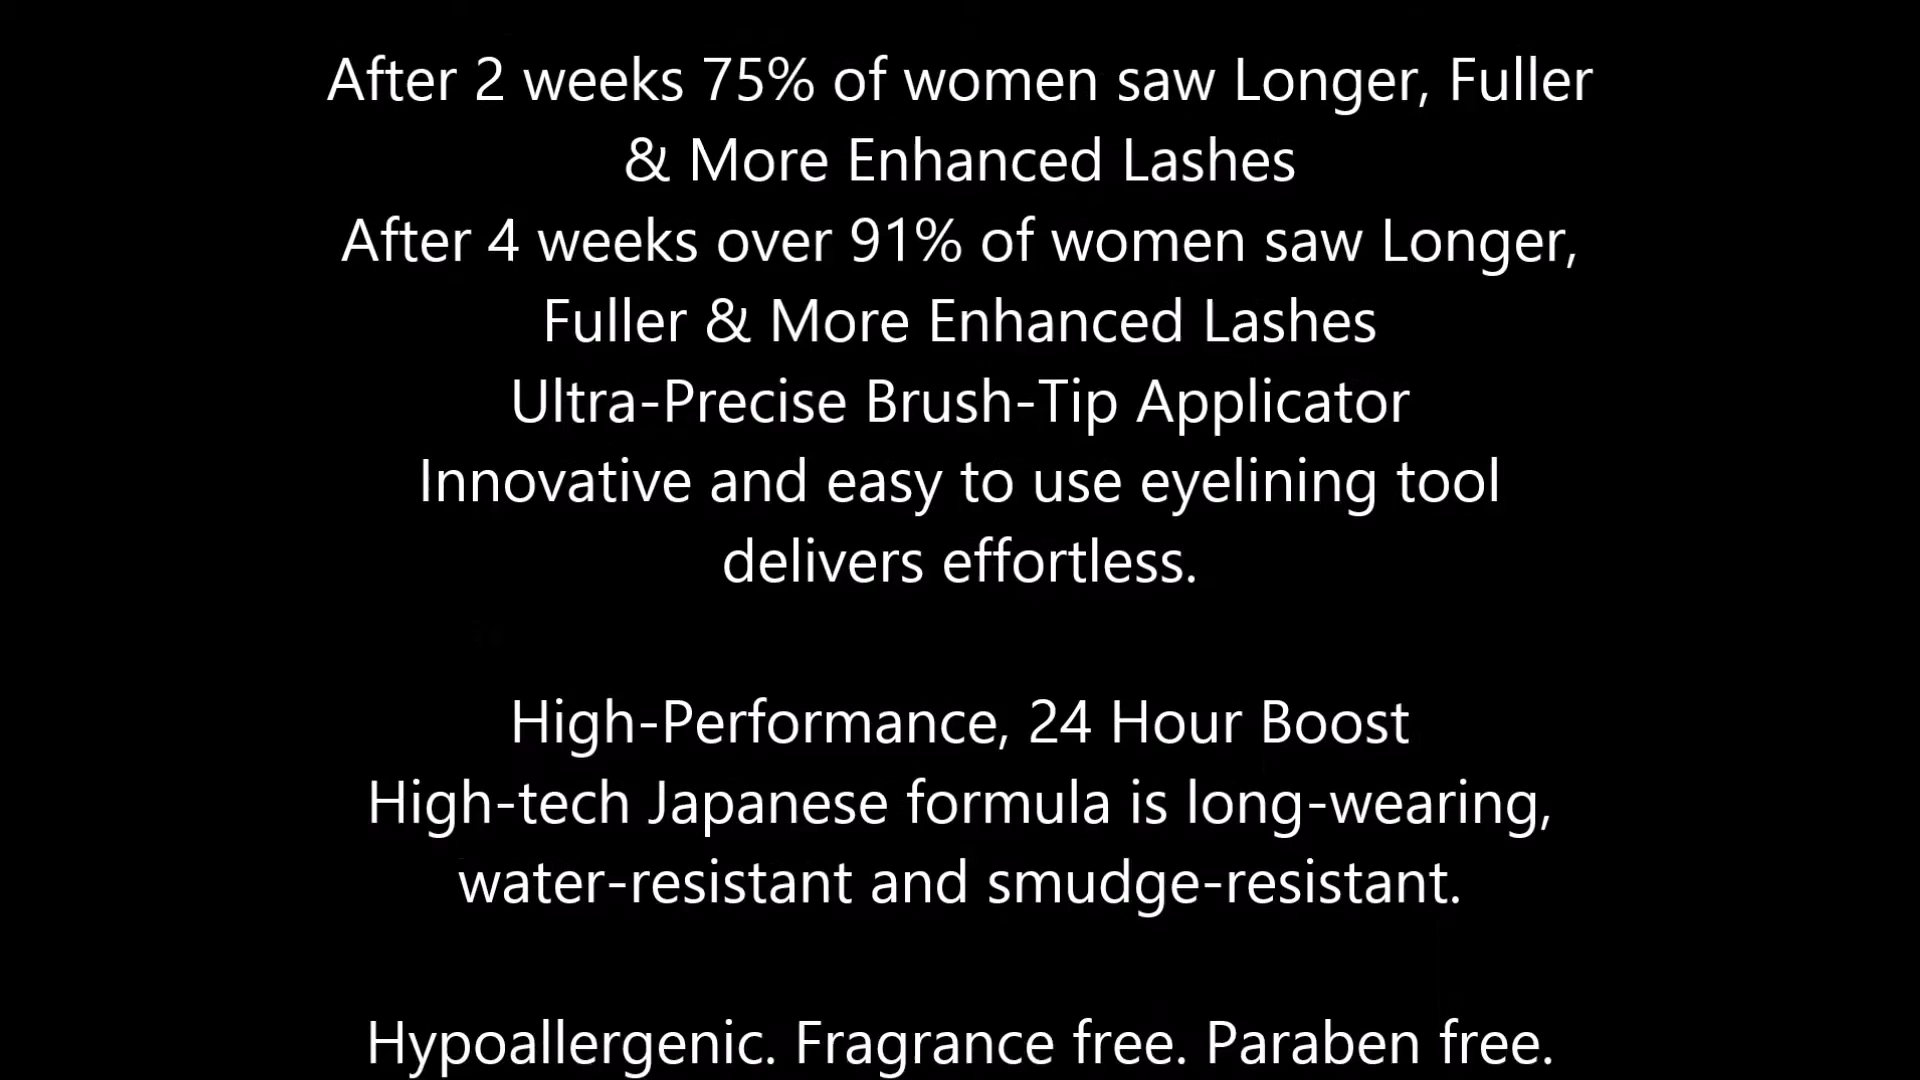 After 2 weeks 75% of women saw Longer, Fuller
& More Enhanced Lashes
After 4 weeks over 91% of women saw Longer,
Fuller & More Enhanced Lashes
Ultra-Precise Brush-Tip Applicator
Innovative and easy to use eyelining tool
delivers effortless.
High-Performance, 24 Hour Boost
High-tech Japanese formula is long-wearing,
water-resistant and smudge-resistant.
Hypoallergenic. Fragrance free. Paraben free.